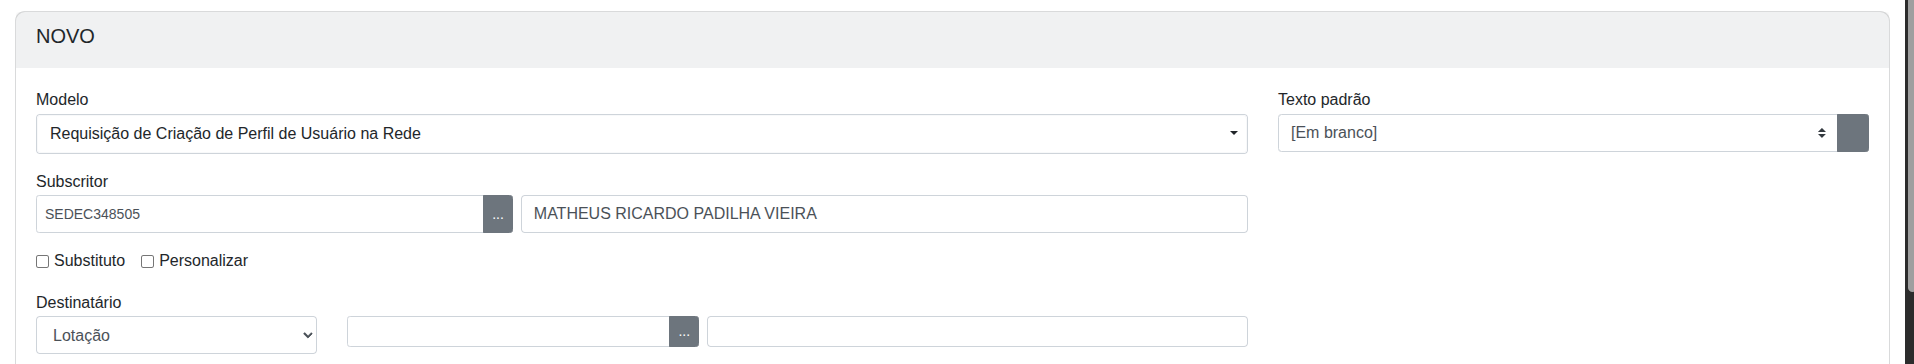 NOVO
Modelo
Texto padrão
Requisição de Criação de Perfil de Usuário na Rede
[Em branco]
Subscritor
SEDEC348505
...
MATHEUS RICARDO PADILHA VIEIRA
Substituto
Personalizar
Destinatário
Lotação
...